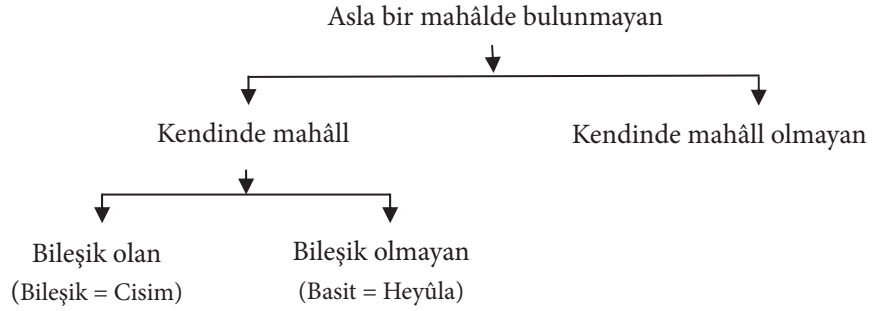 Asla bir mahâlde bulunmayan
Kendinde mahâll
Kendinde mahâll olmayan
Bileşik olan
(Bileşik = Cisim)
Bileşik olmayan
(Basit = Heyûla)